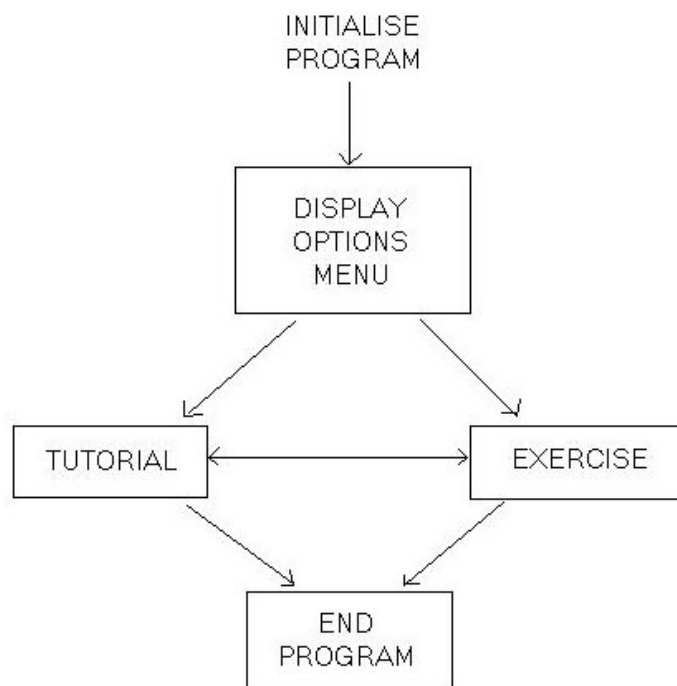 INITIALISE
PROGRAM
DISPLAY
OPTIONS
MENU
TUTORIAL
EXERCISE
END
PROGRAM